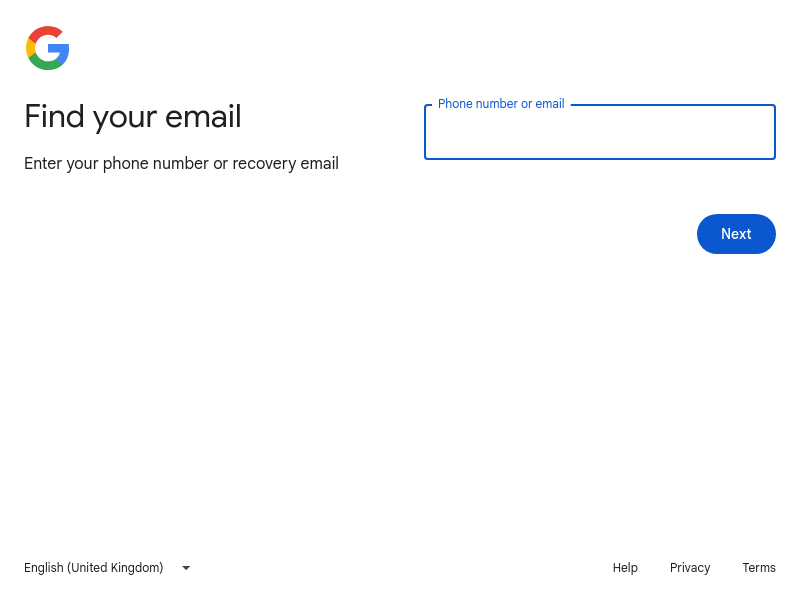 Find your email
Enter your phone number or recovery email
Phone number or email
Next
English (United Kingdom)
Help
Privacy
Terms